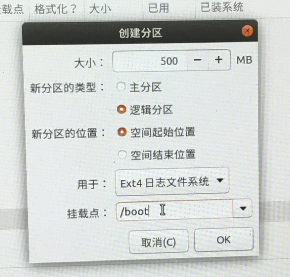 挂载点 格式化？ 大小 已用 已装系统
创建分区
大小： 500 － ＋ MB
新分区的类型： 主分区
逻辑分区
新分区的位置： 空间起始位置
空间结束位置
用于： Ext4 日志文件系统
挂载点： /boot
取消(C) OK